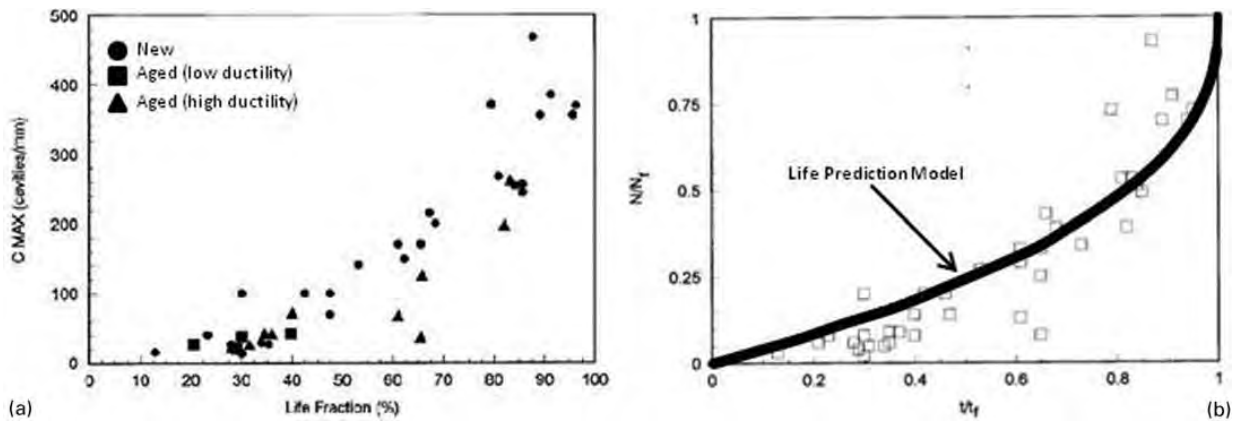 500
400
300
200
100
0
C MAX (cavities/mm)
New
Aged (low ductility)
Aged (high ductility)
0 10 20 30 40 50 60 70 80 90 100
Life Fraction (%)
(a)
1
0.75
0.5
0.25
0
N/Nf
Life Prediction Model
0 0.2 0.4 0.6 0.8 1
t/tf
(b)